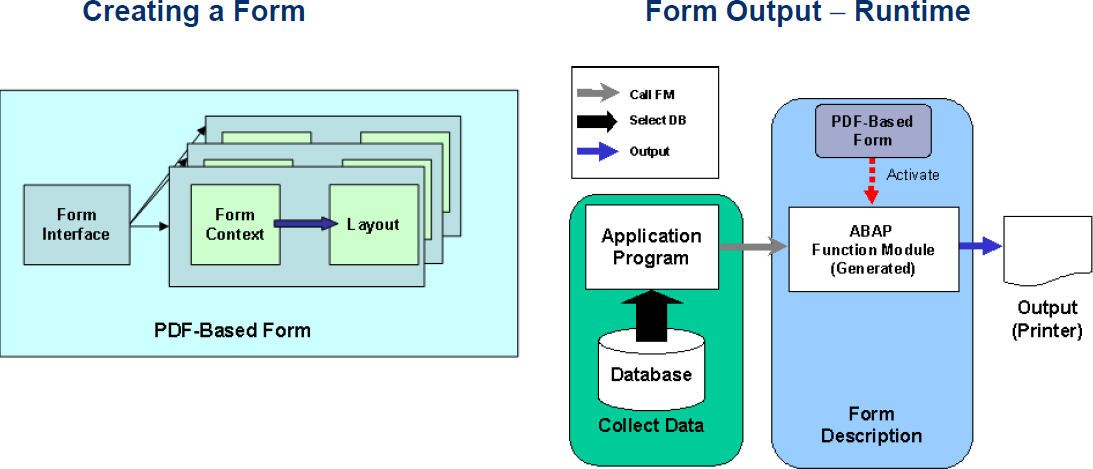 Creating a Form
Form
Interface
Form
Context
Layout
PDF-Based Form
Form Output – Runtime
Call FM
Select DB
Output
PDF-Based
Form
Activate
Application
Program
ABAP
Function Module
(Generated)
Output
(Printer)
Database
Collect Data
Form
Description